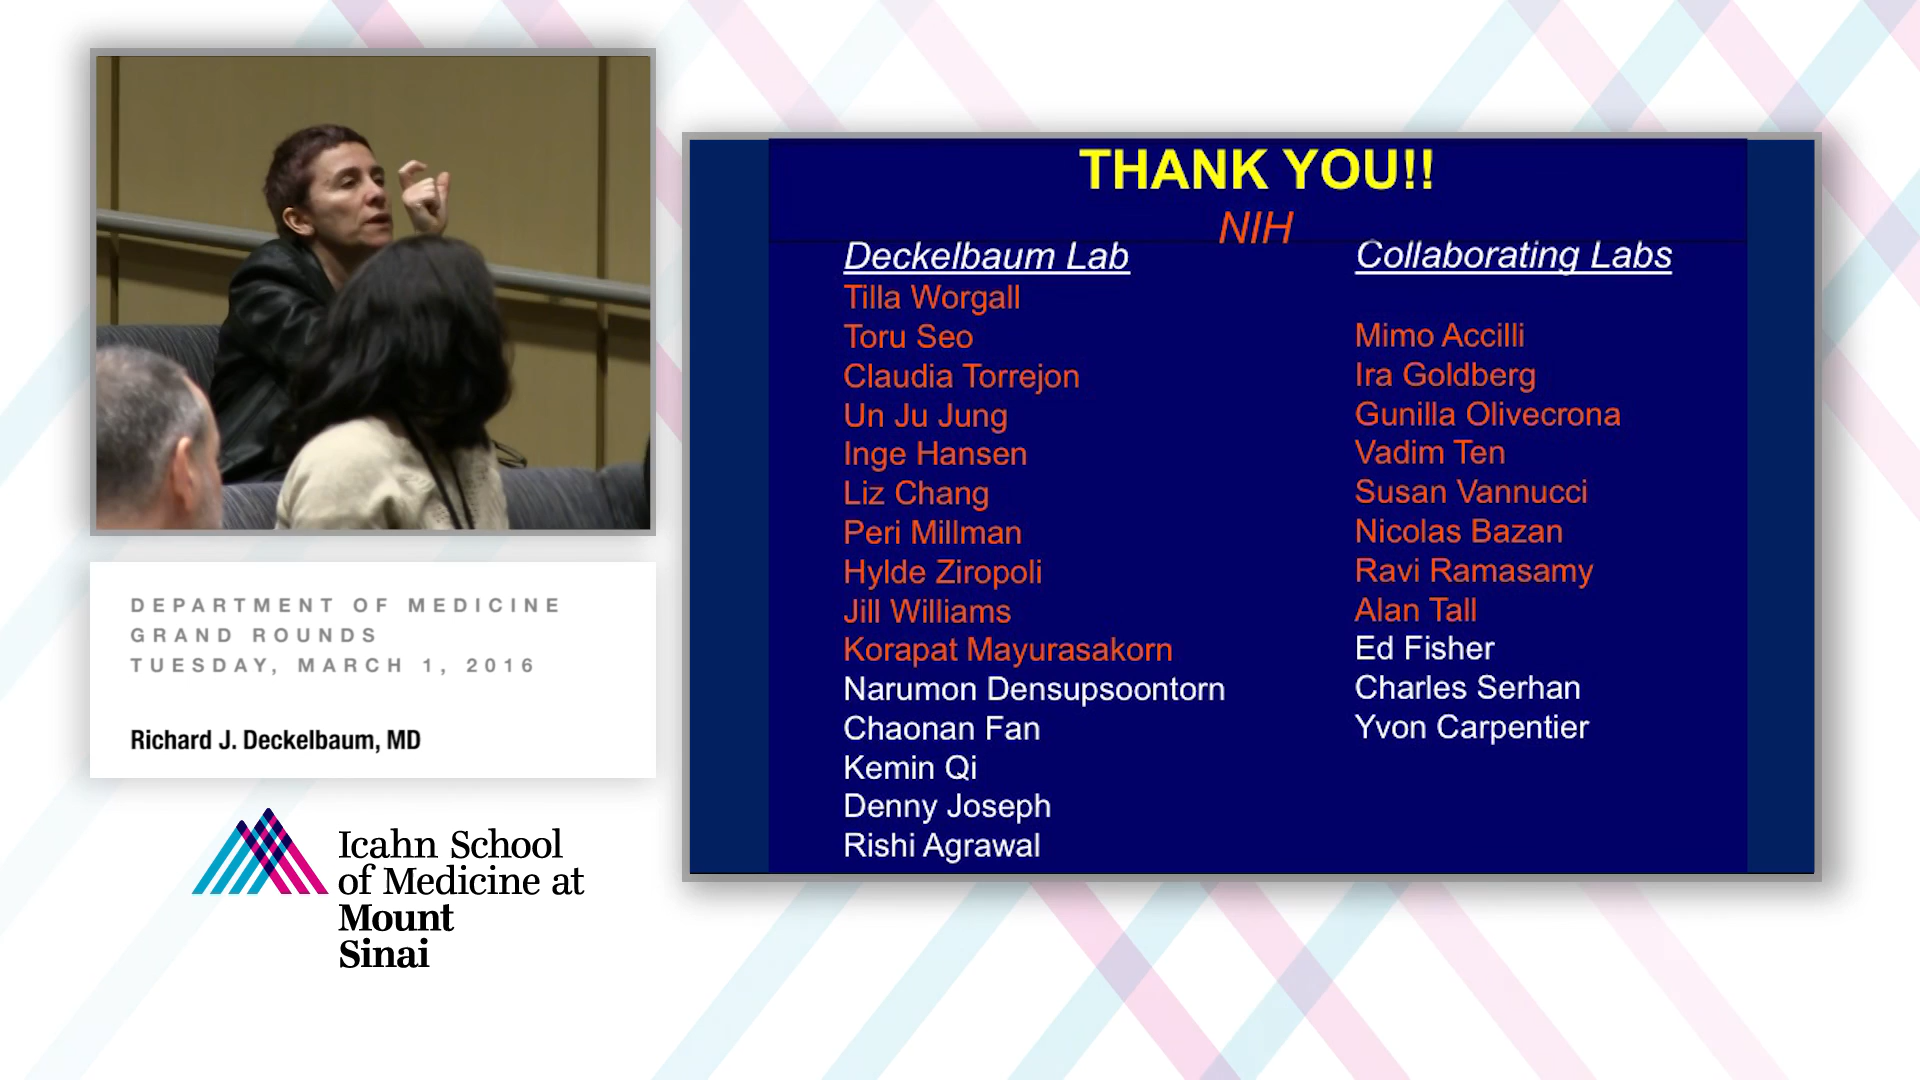 DEPARTMENT OF MEDICINE
GRAND ROUNDS
TUESDAY, MARCH 1, 2016
Richard J. Deckelbaum, MD
Icahn School
of Medicine at
Mount
Sinai
THANK YOU!!
NIH
Deckelbaum Lab
Tilla Worgall
Toru Seo
Claudia Torrejon
Un Ju Jung
Inge Hansen
Liz Chang
Peri Millman
Hylde Ziropoli
Jill Williams
Korapat Mayurasakorn
Narumon Densupsoontorn
Chaonan Fan
Kemin Qi
Denny Joseph
Rishi Agrawal
Collaborating Labs
Mimo Accilli
Ira Goldberg
Gunilla Olivecrona
Vadim Ten
Susan Vannucci
Nicolas Bazan
Ravi Ramasamy
Alan Tall
Ed Fisher
Charles Serhan
Yvon Carpentier